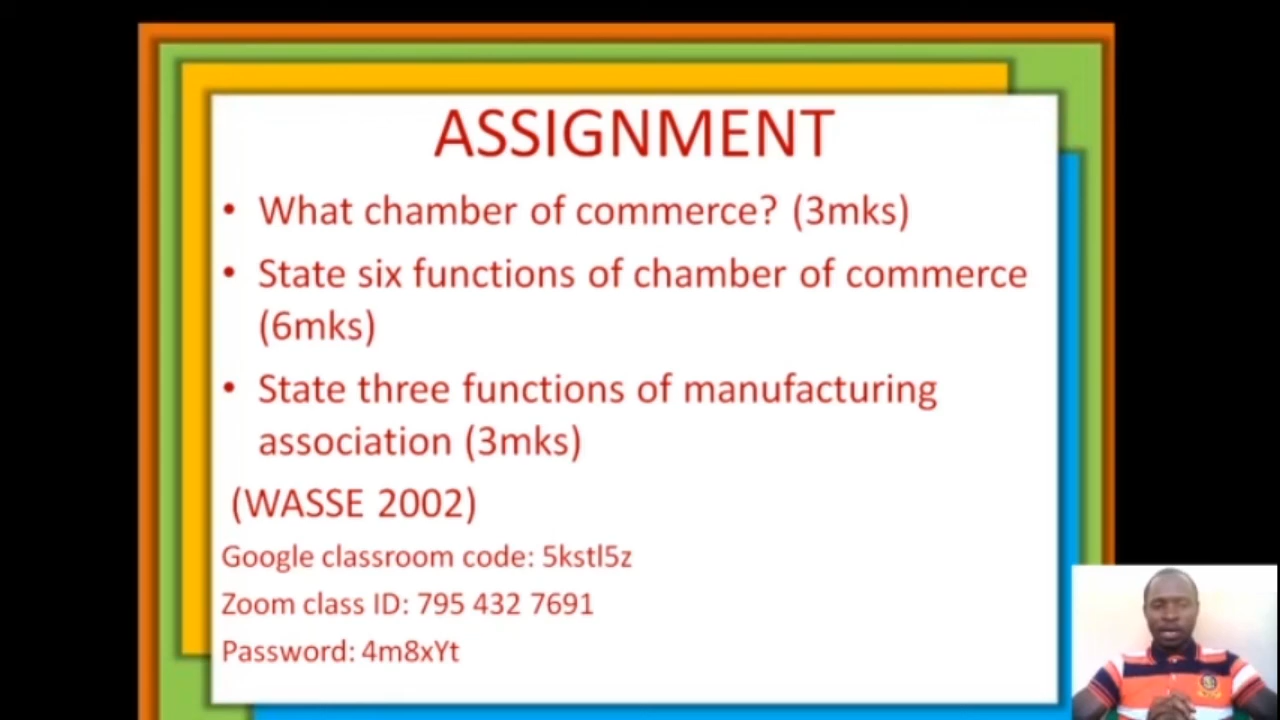 ASSIGNMENT
• What chamber of commerce? (3mks)
• State six functions of chamber of commerce
(6mks)
• State three functions of manufacturing
association (3mks)
(WASSE 2002)
Google classroom code: 5kstl5z
Zoom class ID: 795 432 7691
Password: 4m8xYt